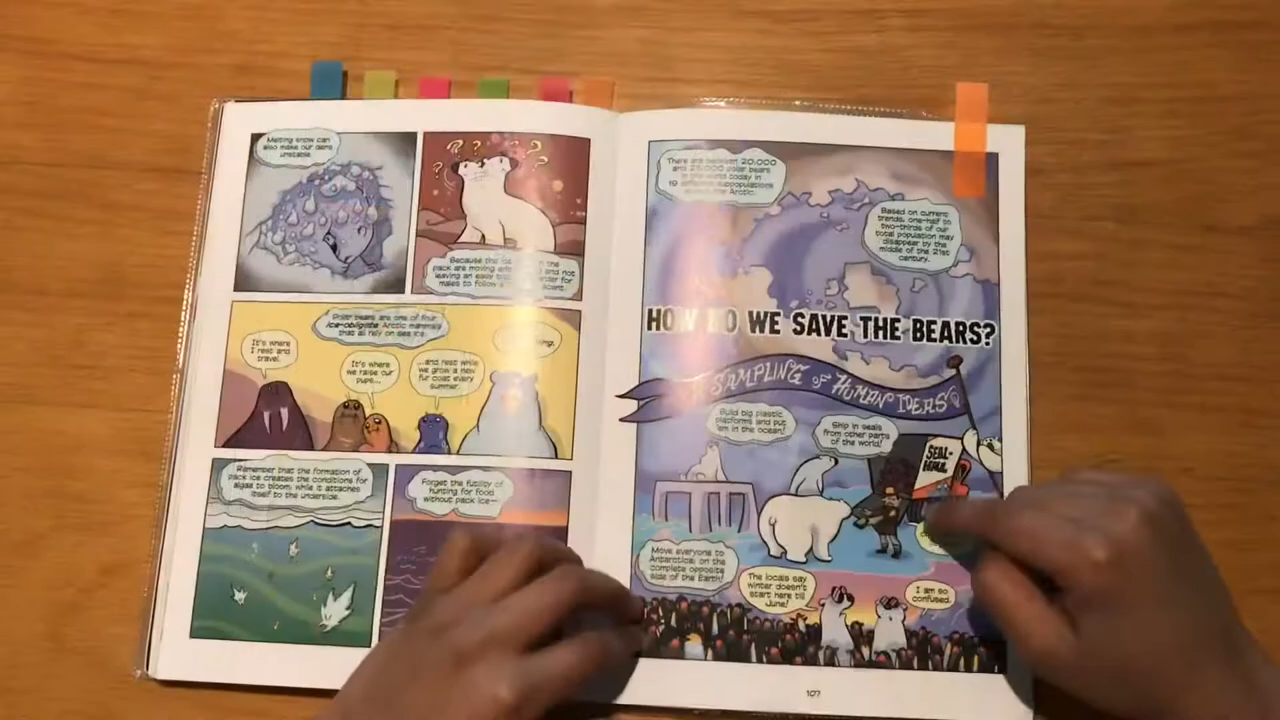 Melting snow can
also make our dens
unstable.
Because the ice in the
pack are moving and not
leaving an easy harder for
males to follow scent.
Polar bears are one of four
ice-obligate Arctic mammals
that all rely on sea ice.
It's where
I rest and
travel.
It's where
we raise our
pups...
...and rest while
we grow a new
fur coat every
summer.
Remember that the formation of
pack ice creates the conditions for
algae to bloom, while it attaches
itself to the underside.
Forget the futility of
hunting for food
without pack ice—
There are between 20,000
and 25,000 polar bears
in the world today in
19 different subpopulations
across the Arctic.
Based on current
trends, one-half to
two-thirds of our
total population may
disappear by the
middle of the 21st
century.
HOW DO WE SAVE THE BEARS?
A SAMPLING of HUMAN IDEAS
Build big plastic
platforms and put
'em in the ocean!
Ship in seals
from other parts
of the world!
SEAL-
HAUL
Move everyone to
Antarctica, on the
complete opposite
side of the Earth!
The locals say
winter doesn't
start here till
June!
I am so
confused.
107